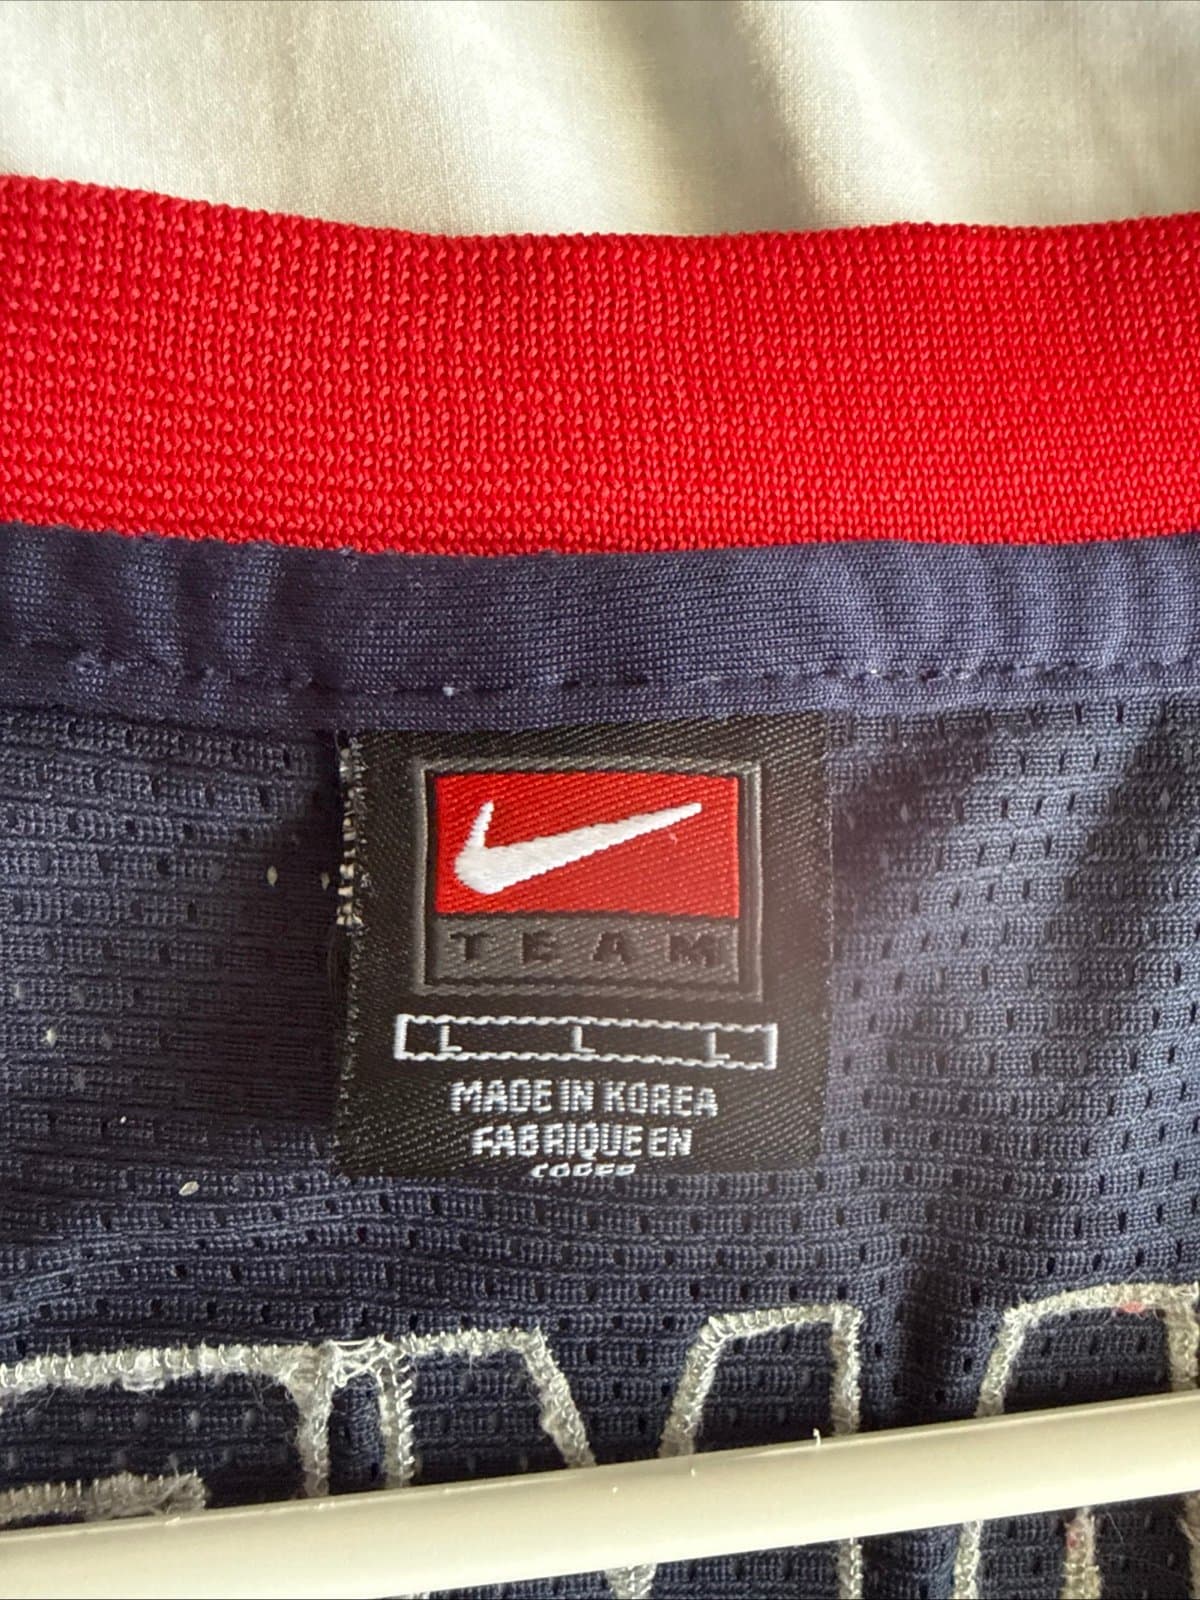 TEAM
L L L
MADE IN KOREA
FABRIQUE EN